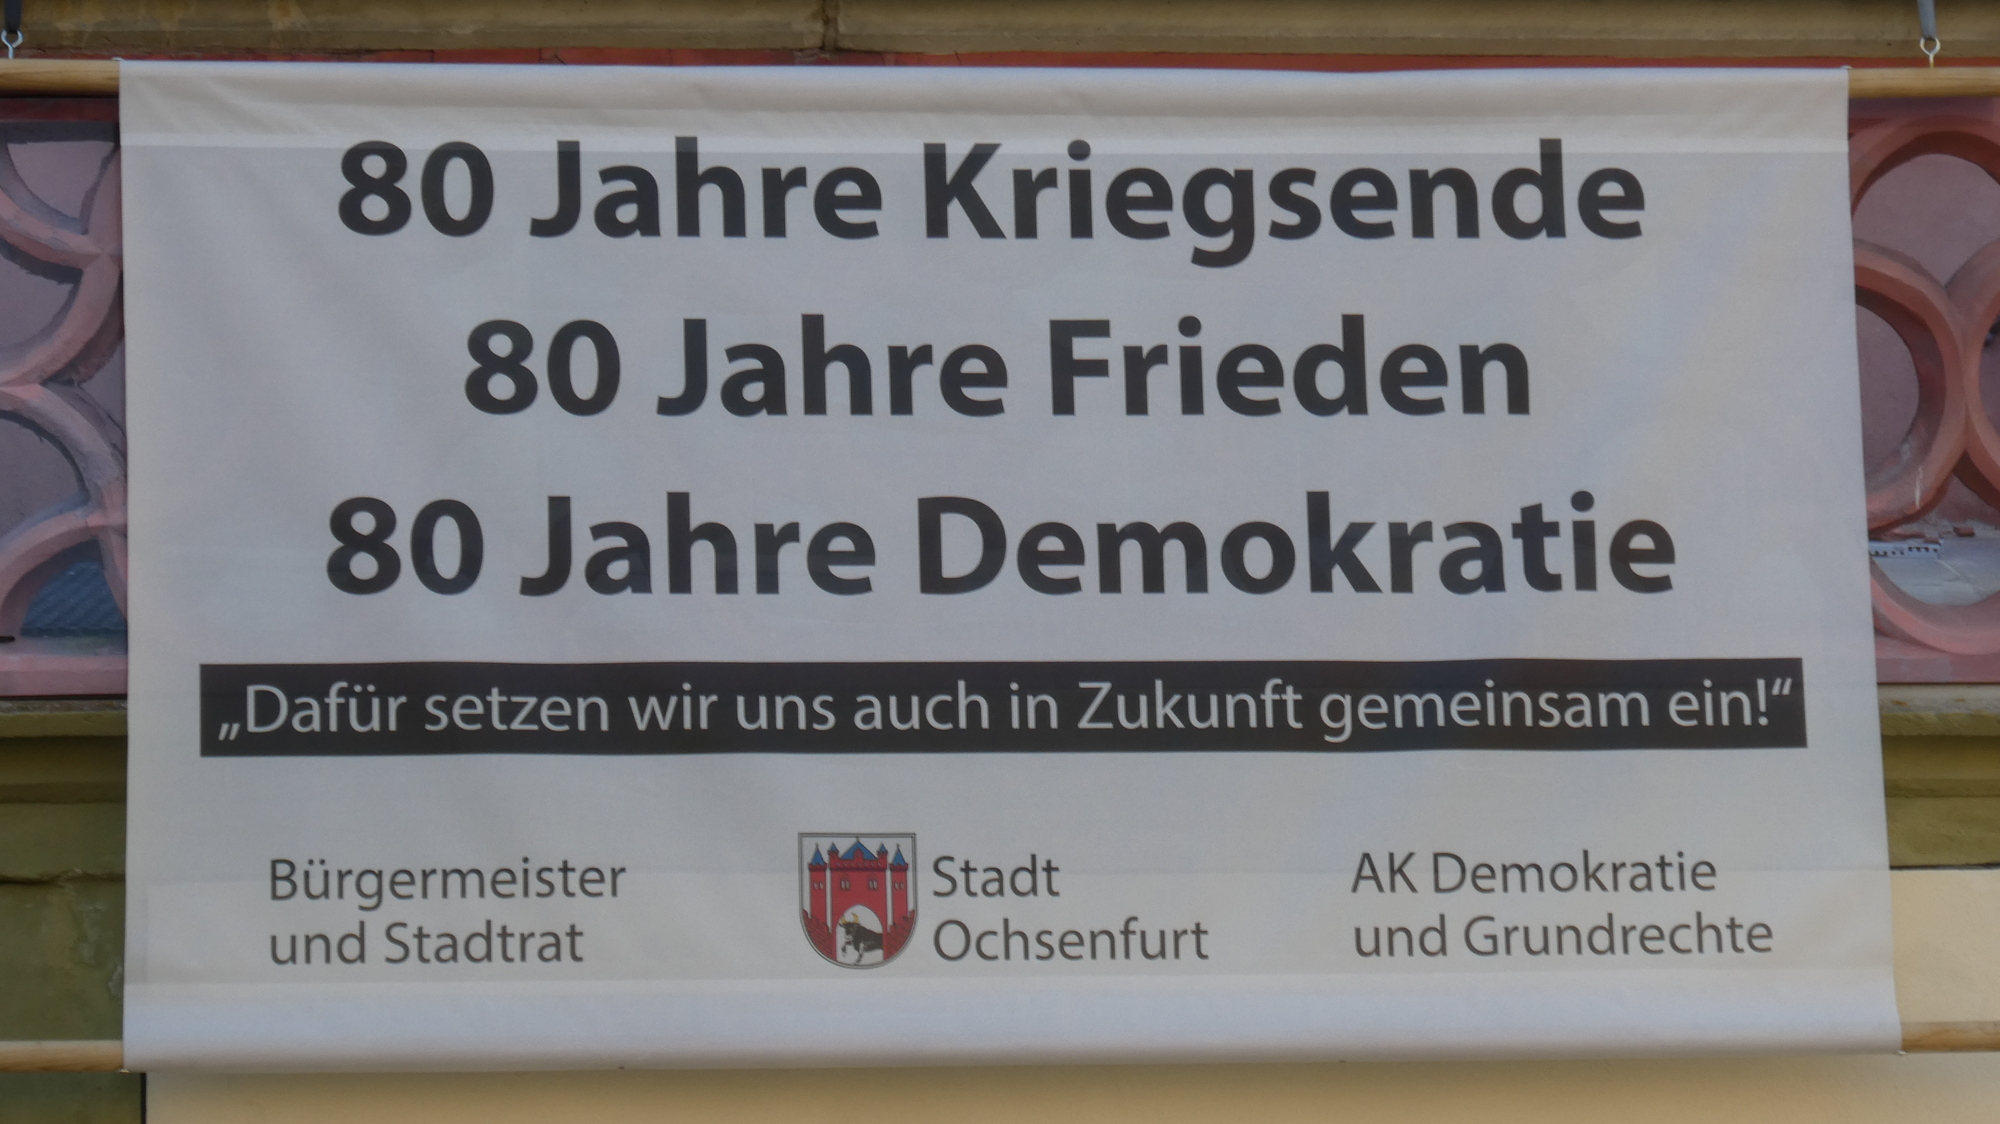 80 Jahre Kriegsende
80 Jahre Frieden
80 Jahre Demokratie
„Dafür setzen wir uns auch in Zukunft gemeinsam ein!“
Bürgermeister
und Stadtrat
Stadt
Ochsenfurt
AK Demokratie
und Grundrechte